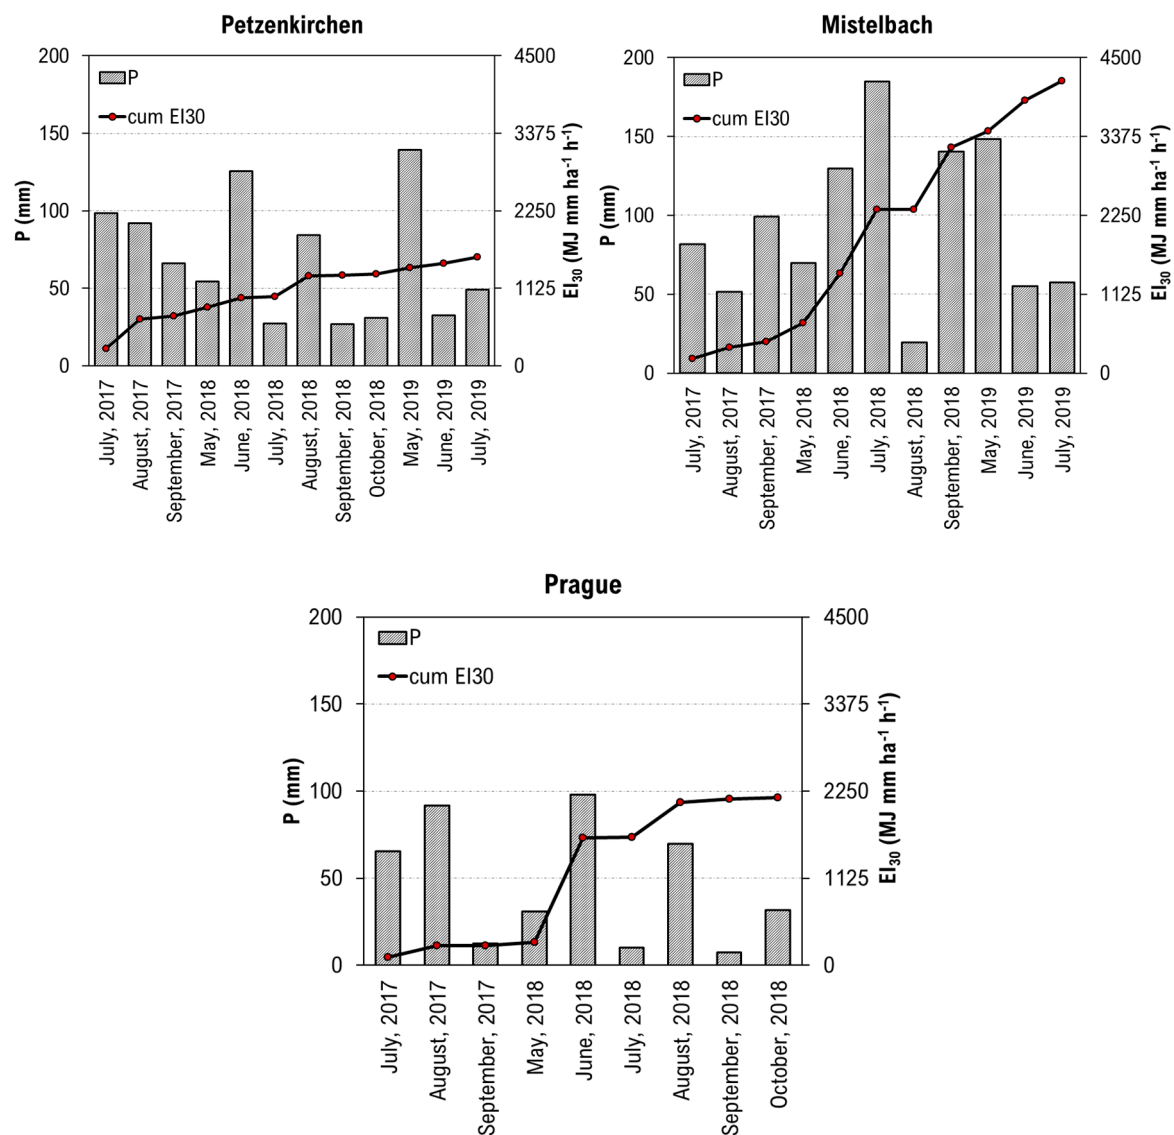 Petzenkirchen
200
150
100
50
0
P (mm)
P
cum EI30
4500
3375
2250
1125
0
EI30 (MJ mm ha-1 h-1)
July, 2017
August, 2017
September, 2017
May, 2018
June, 2018
July, 2018
August, 2018
September, 2018
October, 2018
May, 2019
June, 2019
July, 2019
Mistelbach
200
150
100
50
0
P (mm)
P
cum EI30
4500
3375
2250
1125
0
EI30 (MJ mm ha-1 h-1)
July, 2017
August, 2017
September, 2017
May, 2018
June, 2018
July, 2018
August, 2018
September, 2018
May, 2019
June, 2019
July, 2019
Prague
200
150
100
50
0
P (mm)
P
cum EI30
4500
3375
2250
1125
0
EI30 (MJ mm ha-1 h-1)
July, 2017
August, 2017
September, 2017
May, 2018
June, 2018
July, 2018
August, 2018
September, 2018
October, 2018